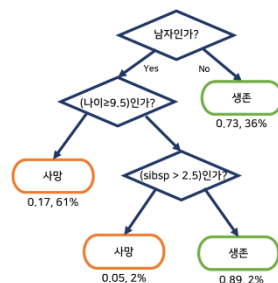 남자인가?
Yes
No
(나이≥9.5)인가?
생존
0.73, 36%
사망
0.17, 61%
(sibsp > 2.5)인가?
사망
0.05, 2%
생존
0.89, 2%